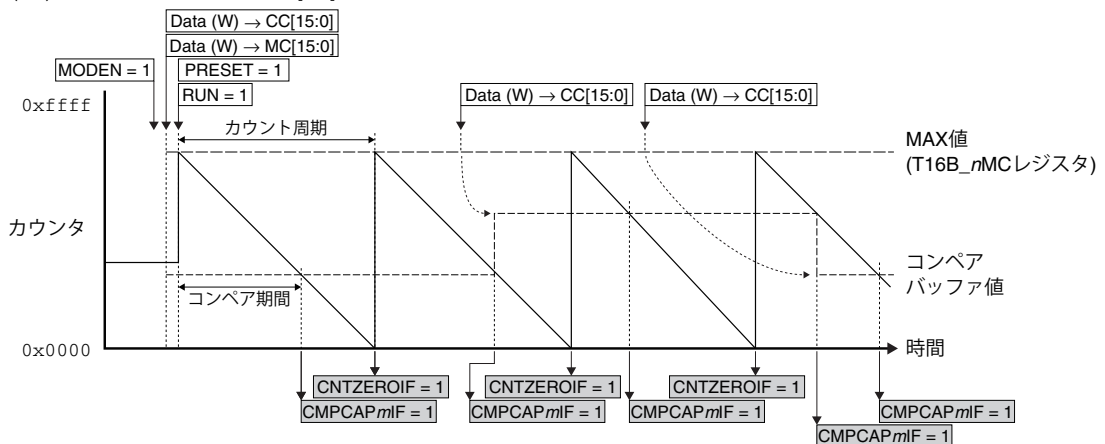 Data (W) → CC[15:0]
Data (W) → MC[15:0]
MODEN = 1
PRESET = 1
RUN = 1
Data (W) → CC[15:0]
Data (W) → CC[15:0]
0xffff
カウント周期
MAX値
(T16B_nMCレジスタ)
カウンタ
コンペア
バッファ値
コンペア期間
0x0000
時間
CNTZEROIF = 1
CNTZEROIF = 1
CNTZEROIF = 1
CMPCAPmIF = 1
CMPCAPmIF = 1
CMPCAPmIF = 1
CMPCAPmIF = 1
CMPCAPmIF = 1